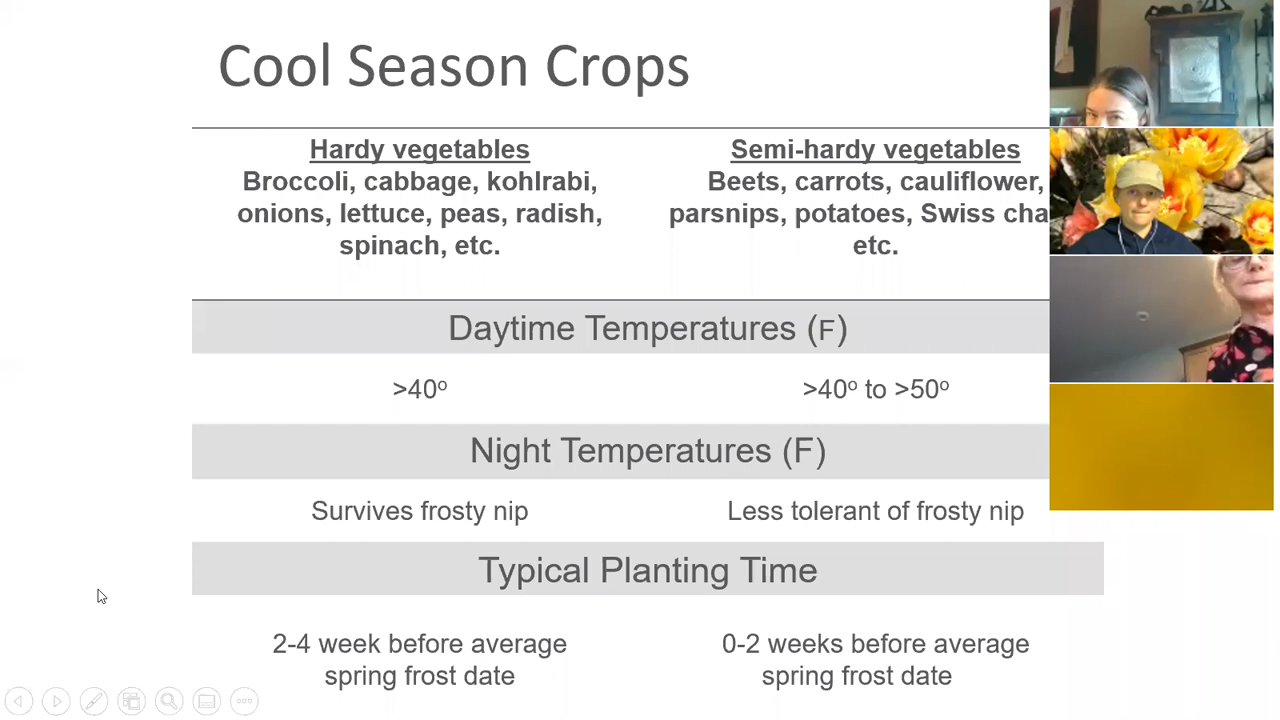 Cool Season Crops
Hardy vegetables
Broccoli, cabbage, kohlrabi,
onions, lettuce, peas, radish,
spinach, etc.
Semi-hardy vegetables
Beets, carrots, cauliflower,
parsnips, potatoes, Swiss cha
etc.
Daytime Temperatures (F)
>40º
>40º to >50º
Night Temperatures (F)
Survives frosty nip
Less tolerant of frosty nip
Typical Planting Time
2-4 week before average
spring frost date
0-2 weeks before average
spring frost date